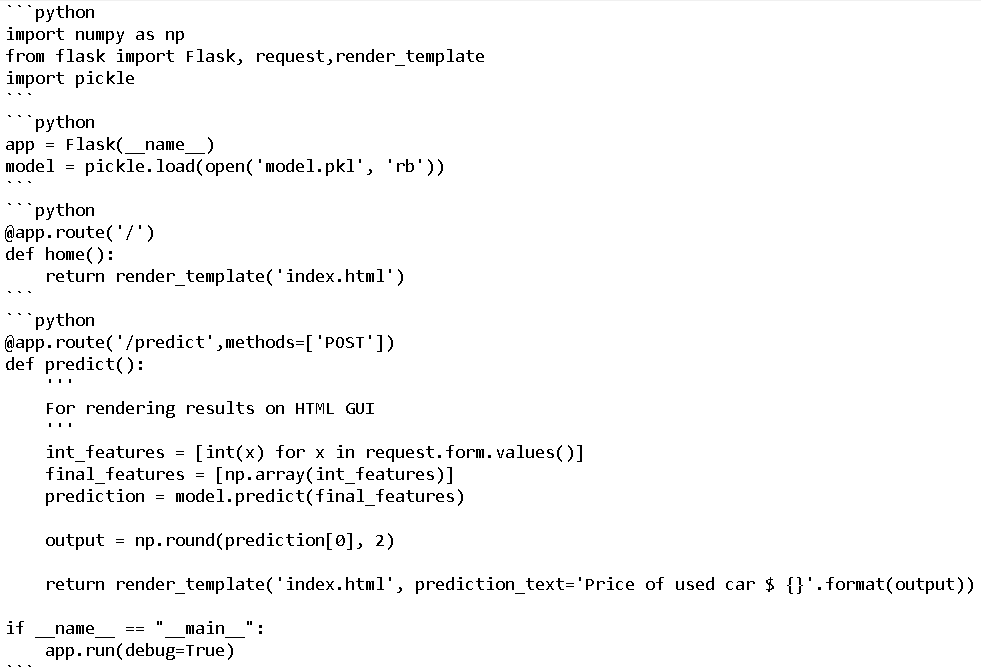 ```python
import numpy as np
from flask import Flask, request,render_template
import pickle
```
```python
app = Flask(__name__)
model = pickle.load(open('model.pkl', 'rb'))
```
```python
@app.route('/')
def home():
    return render_template('index.html')
```
```python
@app.route('/predict',methods=['POST'])
def predict():
    '''
    For rendering results on HTML GUI
    '''
    int_features = [int(x) for x in request.form.values()]
    final_features = [np.array(int_features)]
    prediction = model.predict(final_features)

    output = np.round(prediction[0], 2)

    return render_template('index.html', prediction_text='Price of used car $ {}'.format(output))

if __name__ == "__main__":
    app.run(debug=True)
```